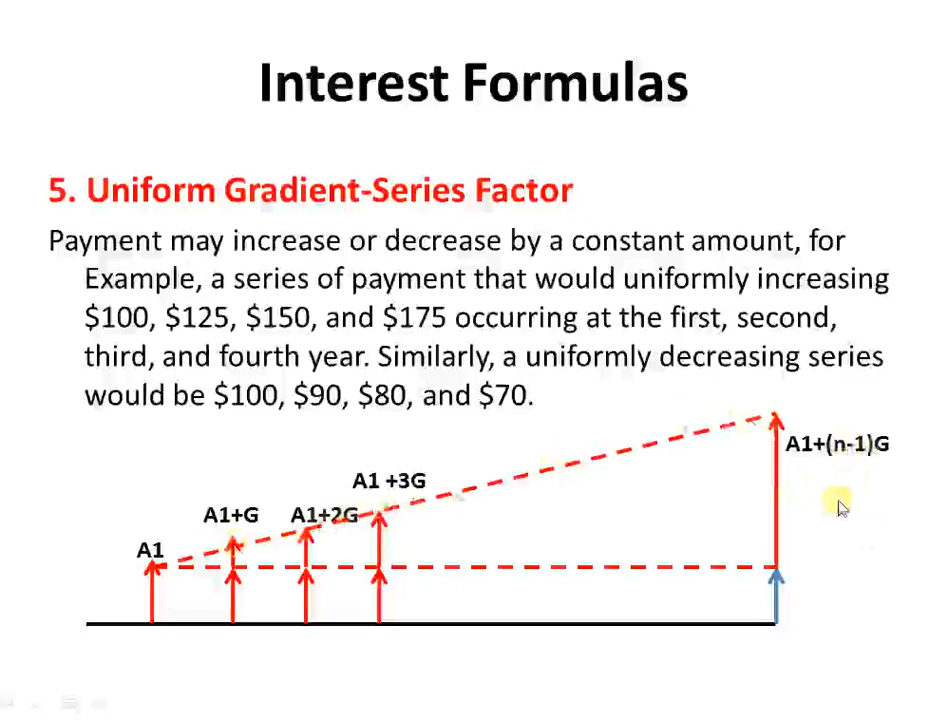 Interest Formulas
5. Uniform Gradient-Series Factor
Payment may increase or decrease by a constant amount, for
Example, a series of payment that would uniformly increasing
$100, $125, $150, and $175 occurring at the first, second,
third, and fourth year. Similarly, a uniformly decreasing series
would be $100, $90, $80, and $70.
A1+(n-1)G
A1 +3G
A1+G
A1+2G
A1